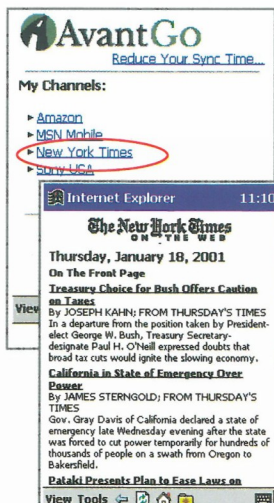 AvantGo
Reduce Your Sync Time...
My Channels:
Amazon
MSN Mobile
New York Times
Sony USA
View
Internet Explorer 11:10
The New York Times
ON THE WEB
Thursday, January 18, 2001
On The Front Page
Treasury Choice for Bush Offers Caution
on Taxes
By JOSEPH KAHN; FROM THURSDAY'S TIMES
In a departure from the position taken by President-
elect George W. Bush, Treasury Secretary-
designate Paul H. O'Neill expressed doubts that
broad tax cuts would ignite the slowing economy.
California in State of Emergency Over
Power
By JAMES STERNGOLD; FROM THURSDAY'S
TIMES
Gov. Gray Davis of California declared a state of
emergency late Wednesday evening after the state
was forced to cut power temporarily for hundreds of
thousands of people on a swath from Oregon to
Bakersfield.
Pataki Presents Plan to Ease Laws on
View Tools